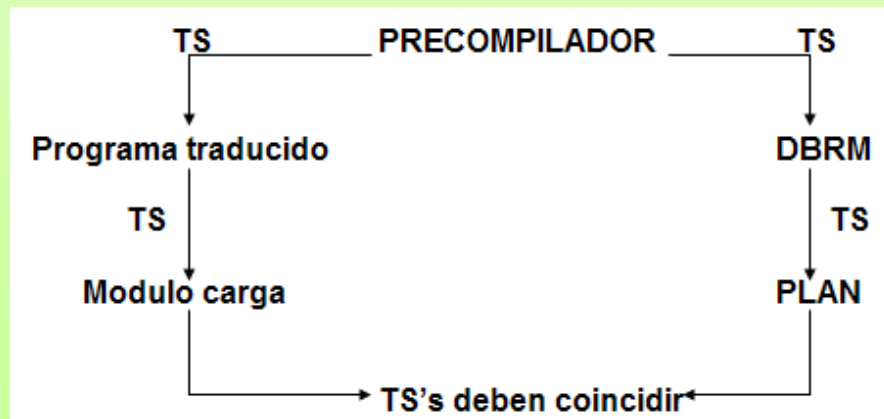 TS PRECOMPILADOR TS
Programa traducido DBRM
TS TS
Modulo carga PLAN
TS's deben coincidir